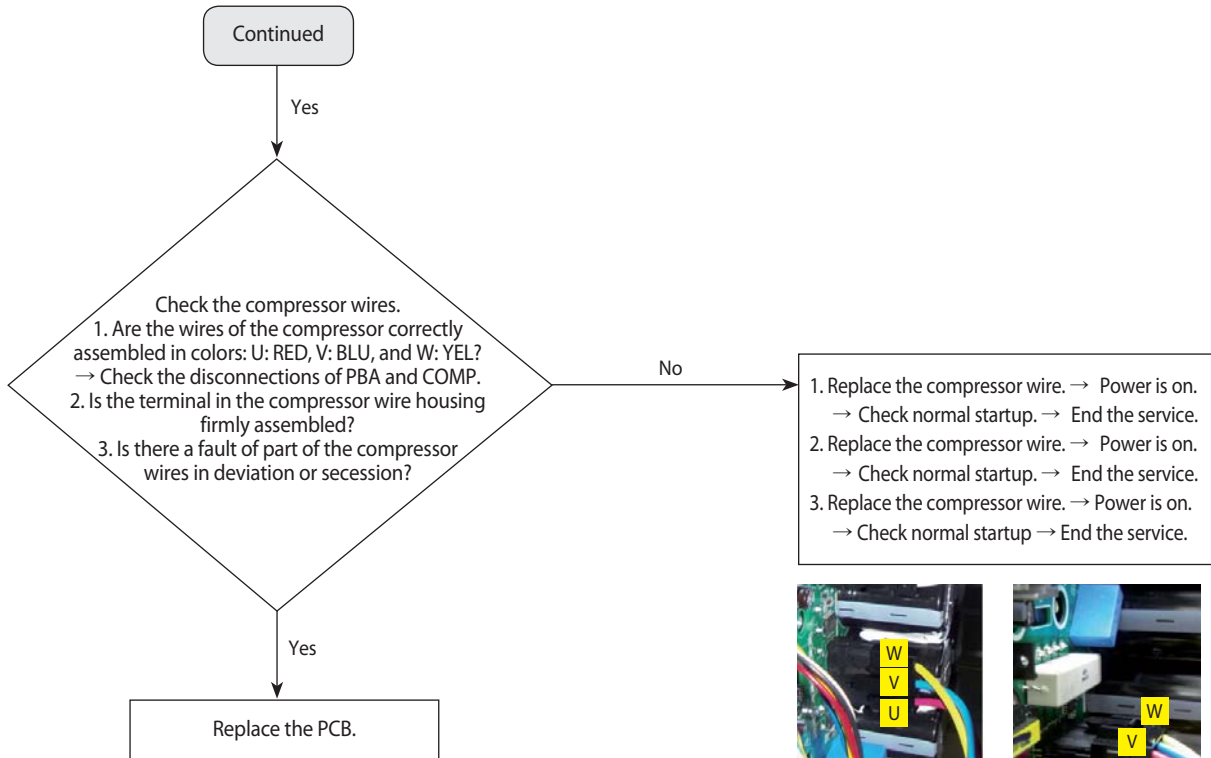 Continued
Yes
Check the compressor wires.
1. Are the wires of the compressor correctly
assembled in colors: U: RED, V: BLU, and W: YEL?
→ Check the disconnections of PBA and COMP.
2. Is the terminal in the compressor wire housing
firmly assembled?
3. Is there a fault of part of the compressor
wires in deviation or secession?
No
1. Replace the compressor wire. → Power is on.
→ Check normal startup. → End the service.
2. Replace the compressor wire. → Power is on.
→ Check normal startup. → End the service.
3. Replace the compressor wire. → Power is on.
→ Check normal startup → End the service.
Yes
Replace the PCB.
W
V
U
W
V